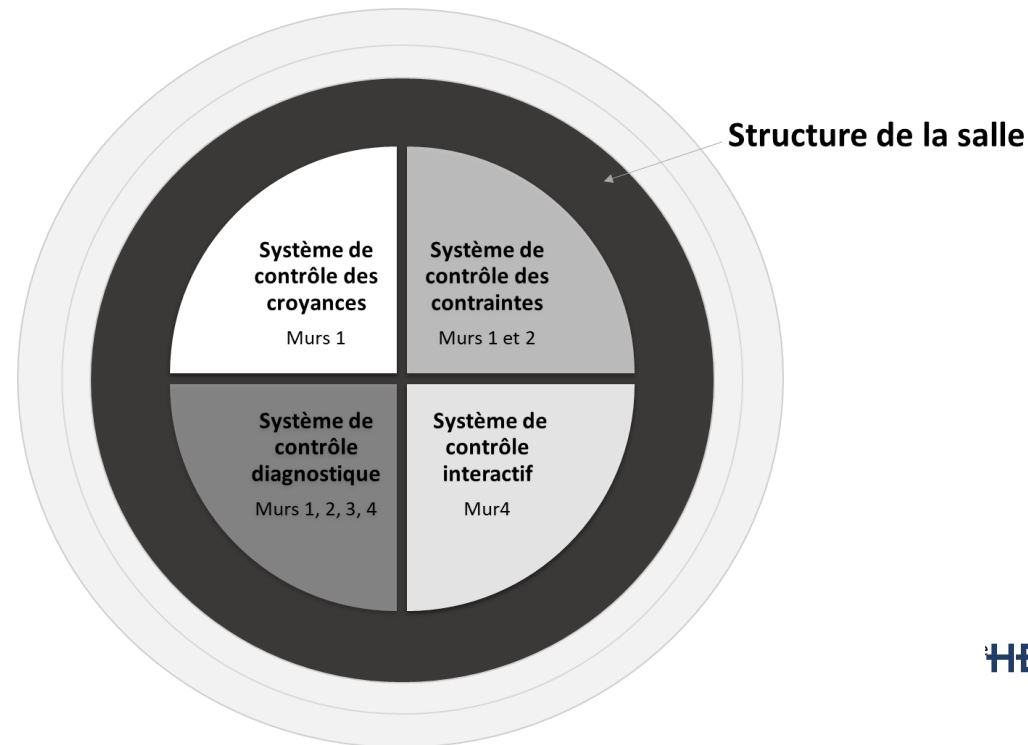 Structure de la salle
Système de
contrôle des
croyances
Murs 1
Système de
contrôle des
contraintes
Murs 1 et 2
Système de
contrôle
diagnostique
Murs 1, 2, 3, 4
Système de
contrôle
interactif
Mur4